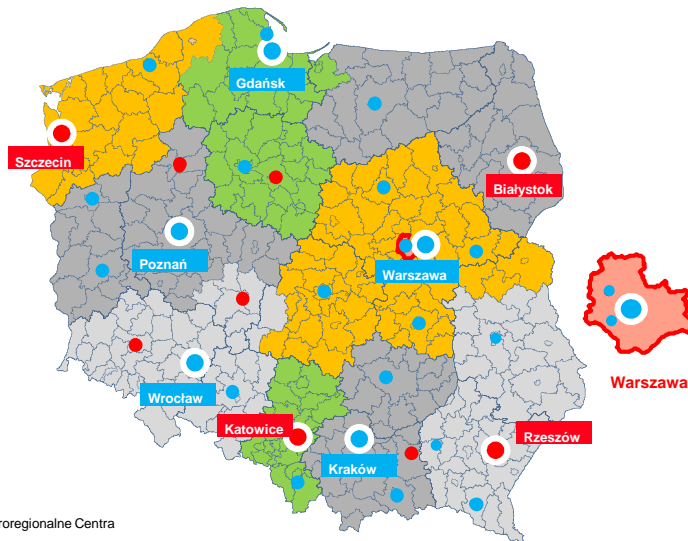 Gdańsk
Szczecin
Białystok
Poznań
Warszawa
Warszawa
Wrocław
Katowice
Rzeszów
Kraków
roregionalne Centra